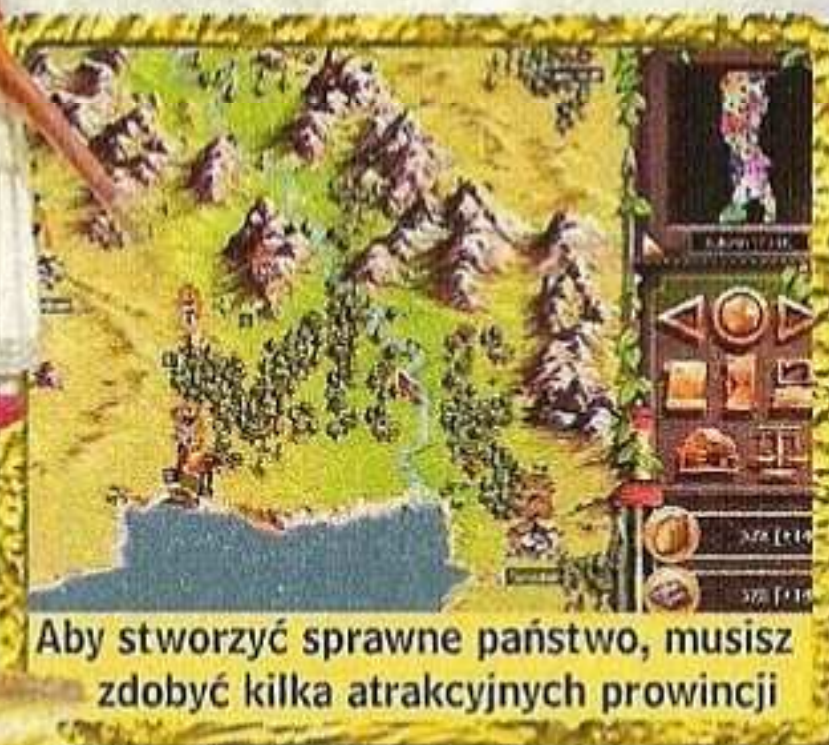 Aby stworzyć sprawne państwo, musisz
zdobyć kilka atrakcyjnych prowincji